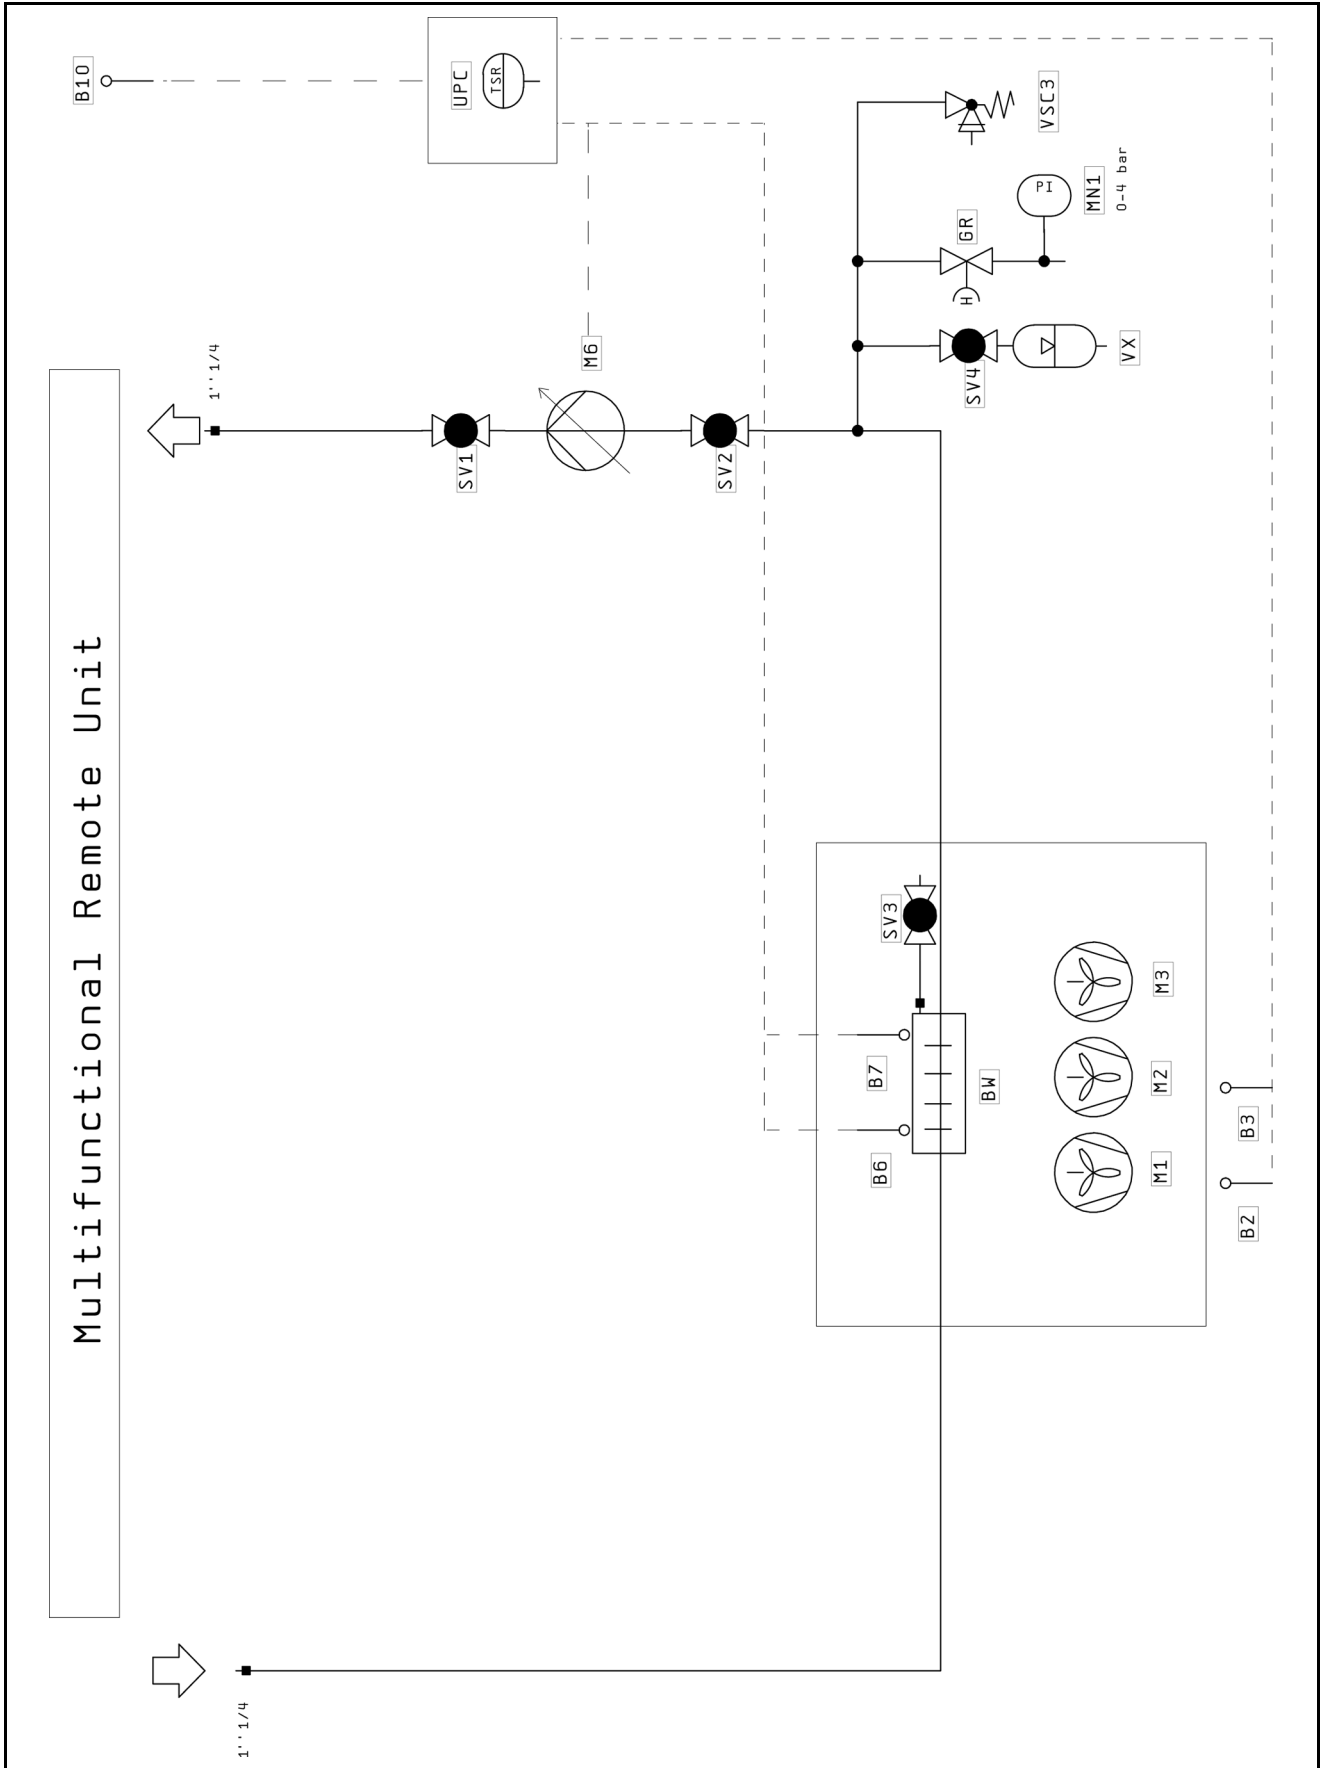 Multifunctional Remote Unit
1''1/4
1''1/4
B10
UPC
TSR
M6
SV1
SV2
VSC3
GR
H
PI
MN1
0-4 bar
SV4
VX
SV3
B7
B6
BW
M3
M2
M1
B3
B2